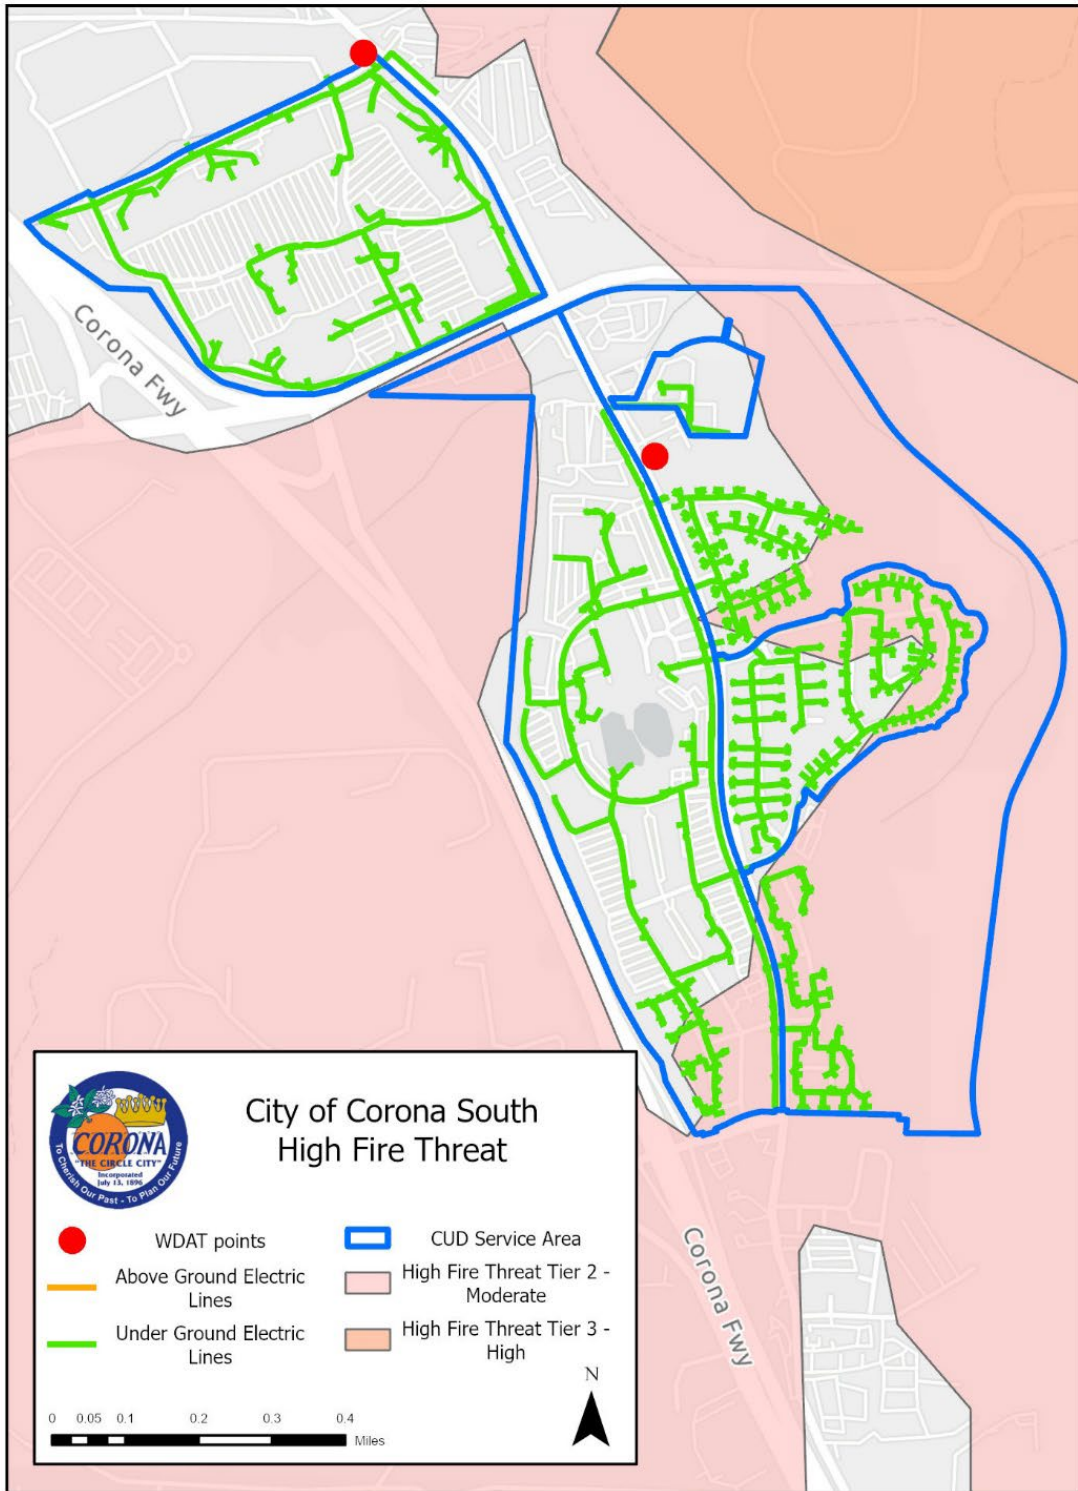 Corona Fwy
City of Corona South
High Fire Threat
CORONA
"THE CIRCLE CITY"
Incorporated
July 13, 1896
To Cherish Our Past - To Plan Our Future
WDAT points
CUD Service Area
Above Ground Electric
Lines
High Fire Threat Tier 2 -
Moderate
Under Ground Electric
Lines
High Fire Threat Tier 3 -
High
N
0 0.05 0.1 0.2 0.3 0.4
Miles
Corona Fwy